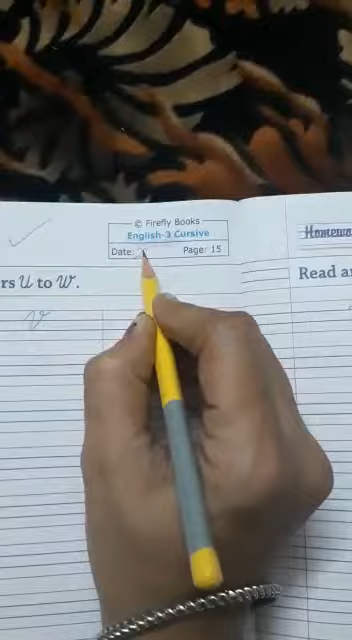 © Firefly Books
English-3 Cursive
Date:
Page: 15
Homewo
rs U to W.
Read a
v